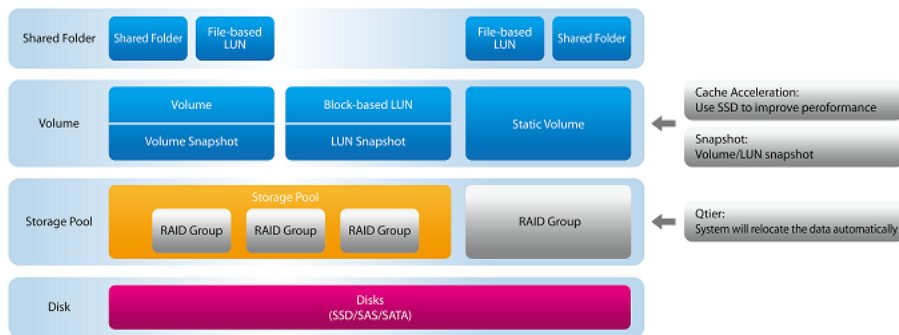 Shared Folder
Shared Folder
File-based
LUN
File-based
LUN
Shared Folder
Volume
Volume
Volume Snapshot
Block-based LUN
LUN Snapshot
Static Volume
Cache Acceleration:
Use SSD to improve peroformance
Snapshot:
Volume/LUN snapshot
Storage Pool
Storage Pool
RAID Group
RAID Group
RAID Group
RAID Group
Qtier:
System will relocate the data automatically
Disk
Disks
(SSD/SAS/SATA)